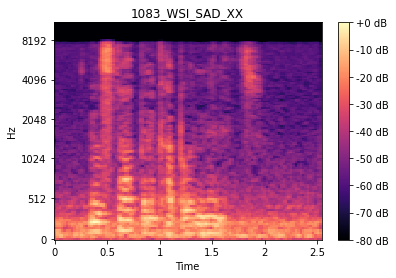 1083_WSI_SAD_XX
+0 dB
8192
-10 dB
4096
-20 dB
-30 dB
2048
Hz
-40 dB
1024
-50 dB
512
-60 dB
-70 dB
0
-80 dB
0 0.5 1 1.5 2 2.5
Time